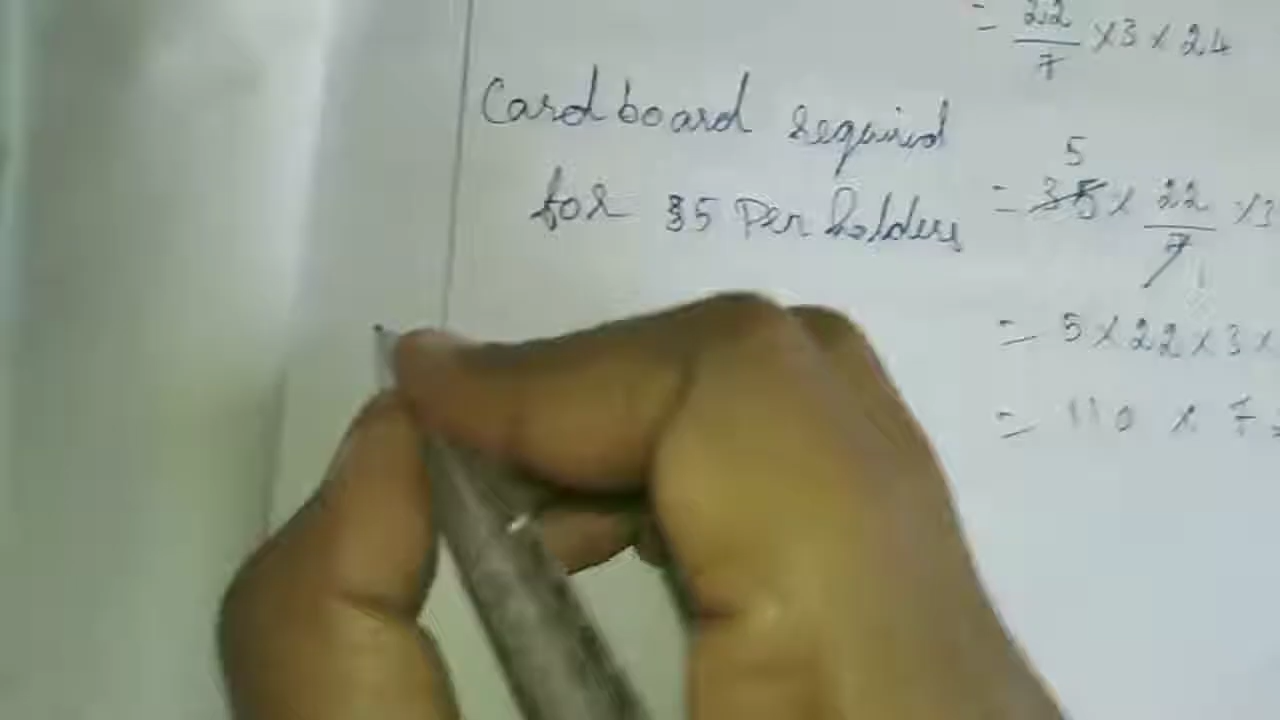 = 22/7 × 3 × 24
Cardboard required
for 35 Pen holders = 35 5 × 22/7 1 × 3
= 5 × 22 × 3 ×
= 110 × 7